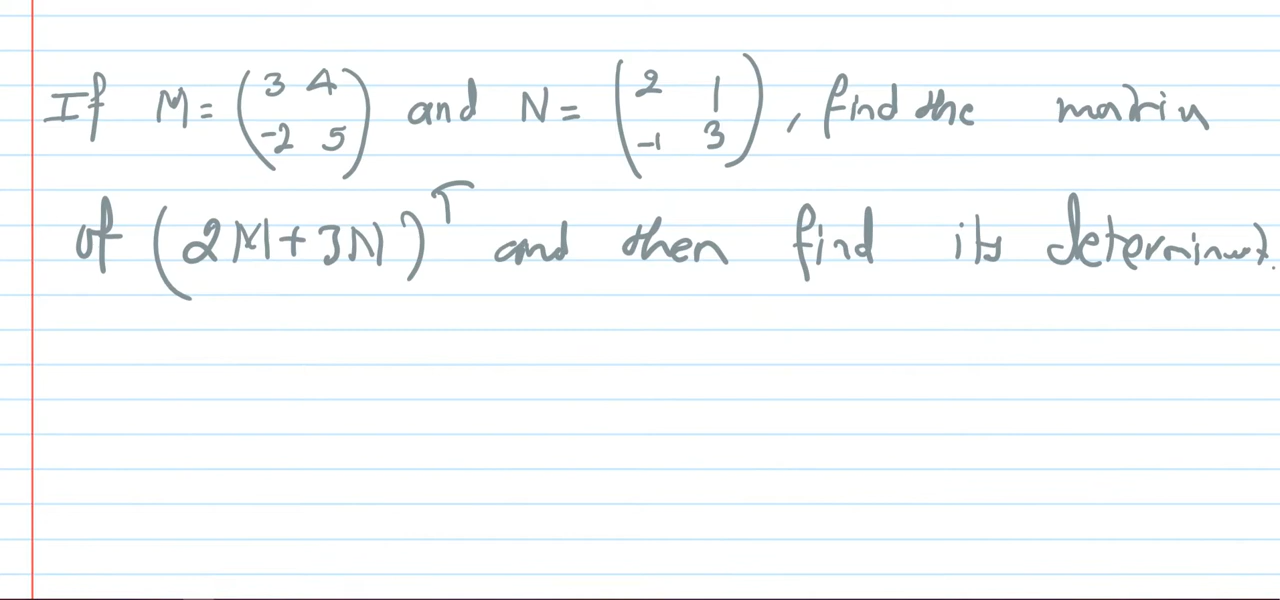 If M = (3 4 -2 5) and N = (2 1 -1 3), find the matrix
of (2M+3N)^T and then find its determinant.